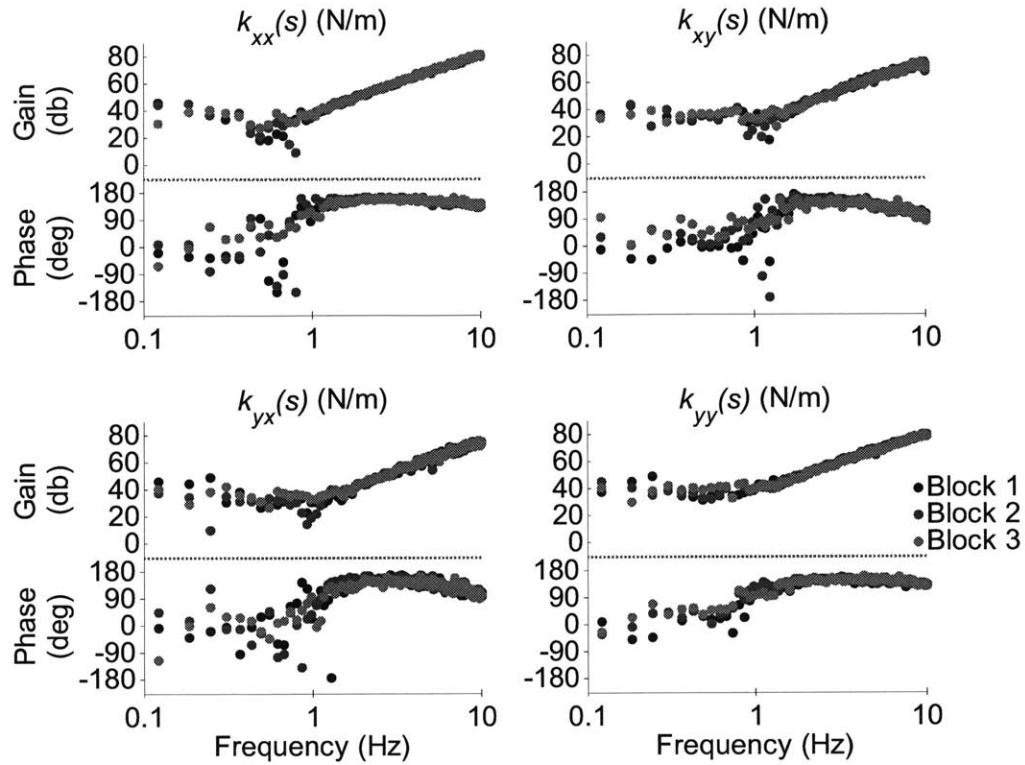 k_xx(s) (N/m)
k_xy(s) (N/m)
Gain
(db)
80
60
40
20
0
80
60
40
20
0
Phase
(deg)
180
90
0
-90
-180
180
90
0
-90
-180
0.1 1 10
0.1 1 10
k_yx(s) (N/m)
k_yy(s) (N/m)
Gain
(db)
80
60
40
20
0
80
60
40
20
0
Block 1
Block 2
Block 3
Phase
(deg)
180
90
0
-90
-180
180
90
0
-90
-180
0.1 1 10
0.1 1 10
Frequency (Hz)
Frequency (Hz)